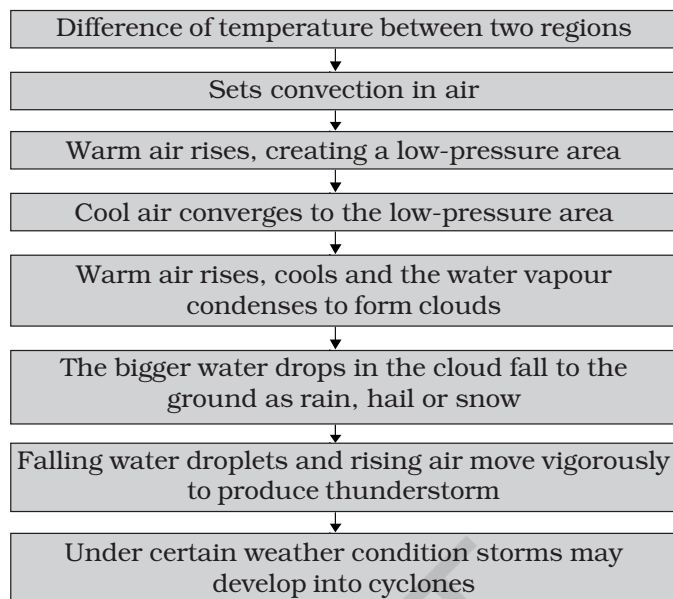 Difference of temperature between two regions
Sets convection in air
Warm air rises, creating a low-pressure area
Cool air converges to the low-pressure area
Warm air rises, cools and the water vapour
condenses to form clouds
The bigger water drops in the cloud fall to the
ground as rain, hail or snow
Falling water droplets and rising air move vigorously
to produce thunderstorm
Under certain weather condition storms may
develop into cyclones